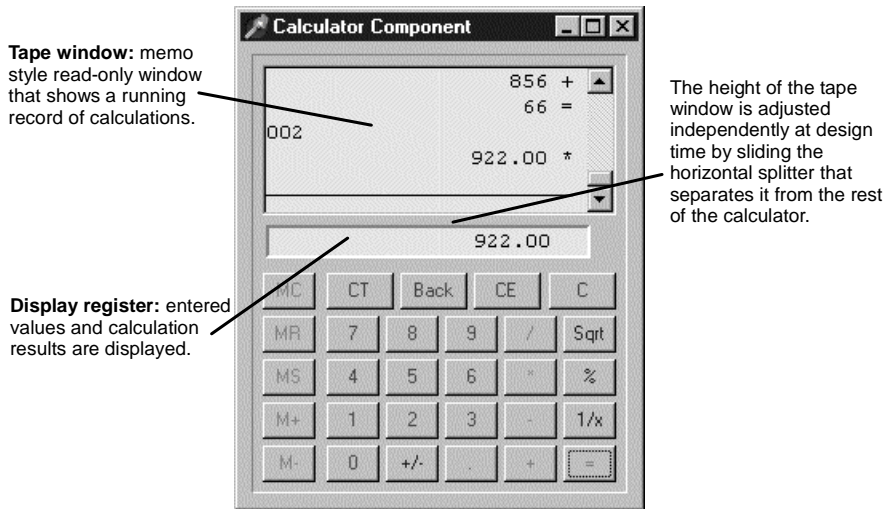 Calculator Component
Tape window: memo
style read-only window
that shows a running
record of calculations.
856 +
66 =
002
922.00 *
The height of the tape
window is adjusted
independently at design
time by sliding the
horizontal splitter that
separates it from the rest
of the calculator.
922.00
Display register: entered
values and calculation
results are displayed.
MC CT Back CE C
MR 7 8 9 / Sqrt
MS 4 5 6 * %
M+ 1 2 3 - 1/x
M- 0 +/- . + =